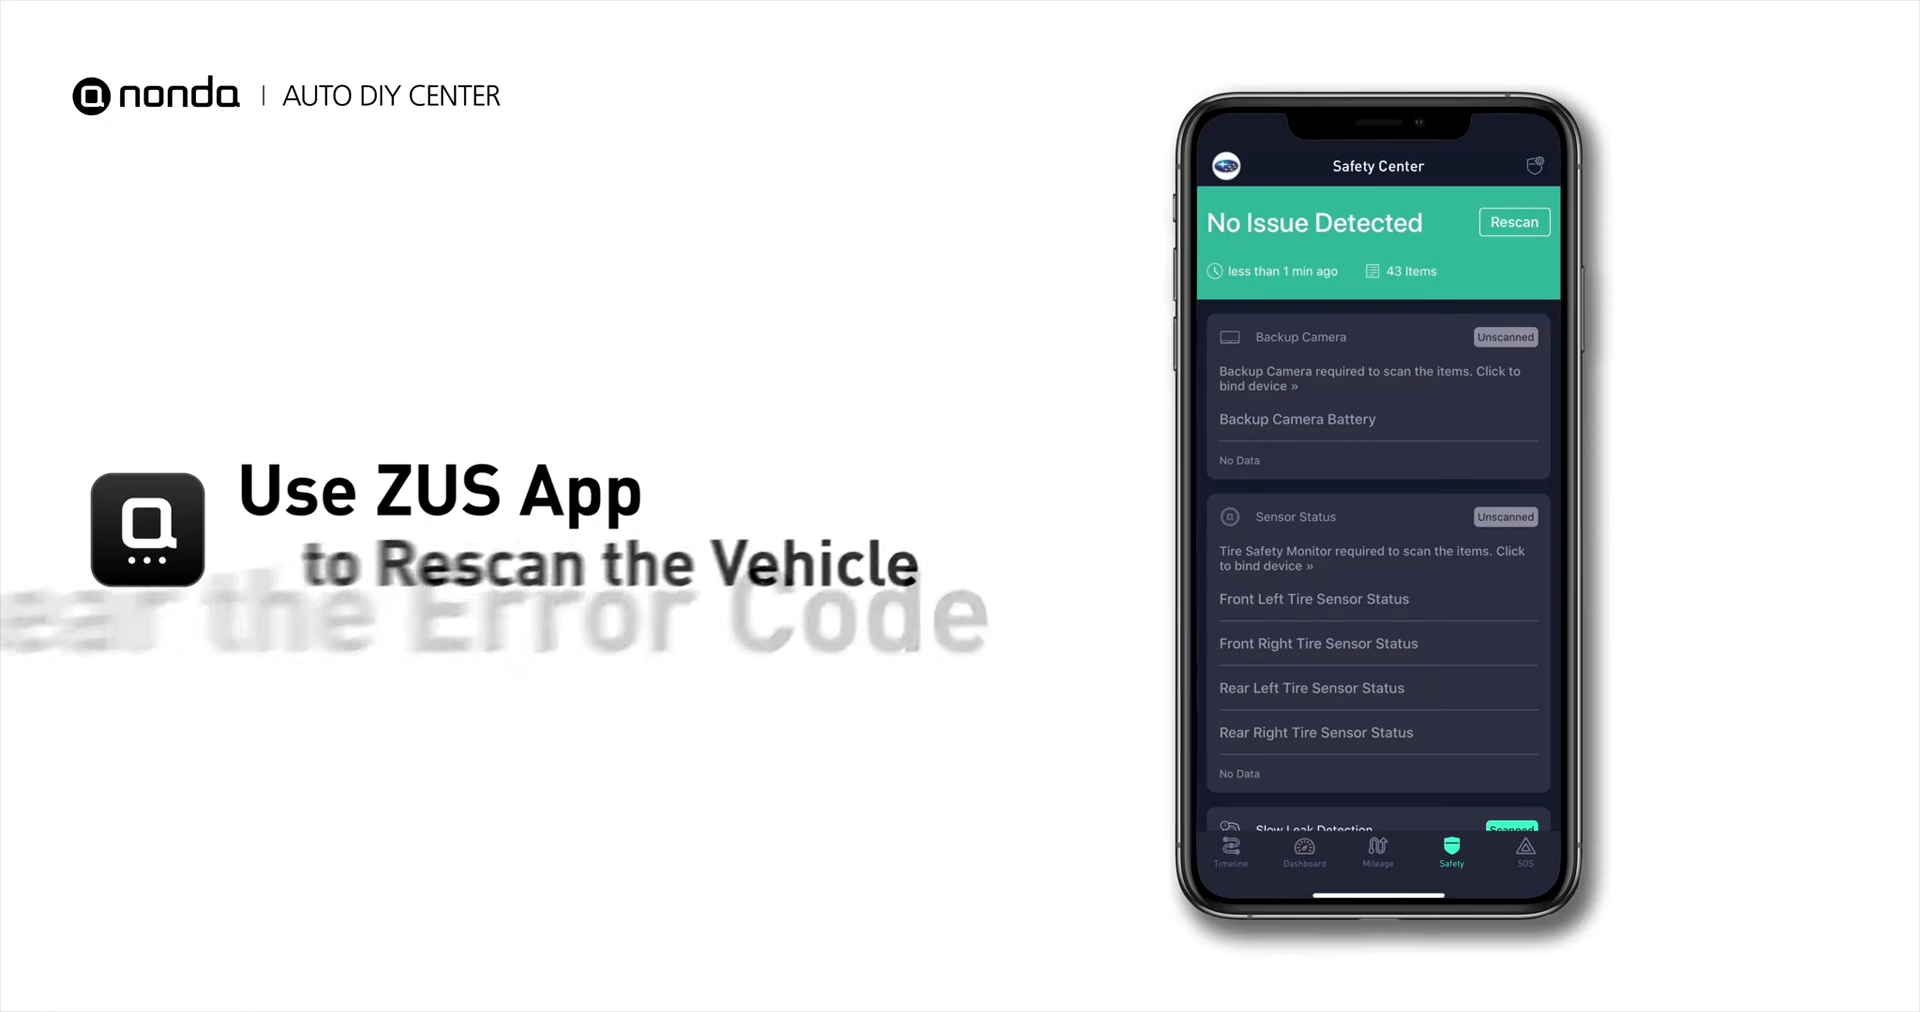 nonda | AUTO DIY CENTER
Use ZUS App
to Rescan the Vehicle
ear the Error Code
Safety Center
No Issue Detected
Rescan
less than 1 min ago
43 Items
Backup Camera
Unscanned
Backup Camera required to scan the items. Click to
bind device »
Backup Camera Battery
No Data
Sensor Status
Unscanned
Tire Safety Monitor required to scan the items. Click
to bind device »
Front Left Tire Sensor Status
Front Right Tire Sensor Status
Rear Left Tire Sensor Status
Rear Right Tire Sensor Status
No Data
Slow Leak Detection
Scanned
Timeline
Dashboard
Mileage
Safety
SOS